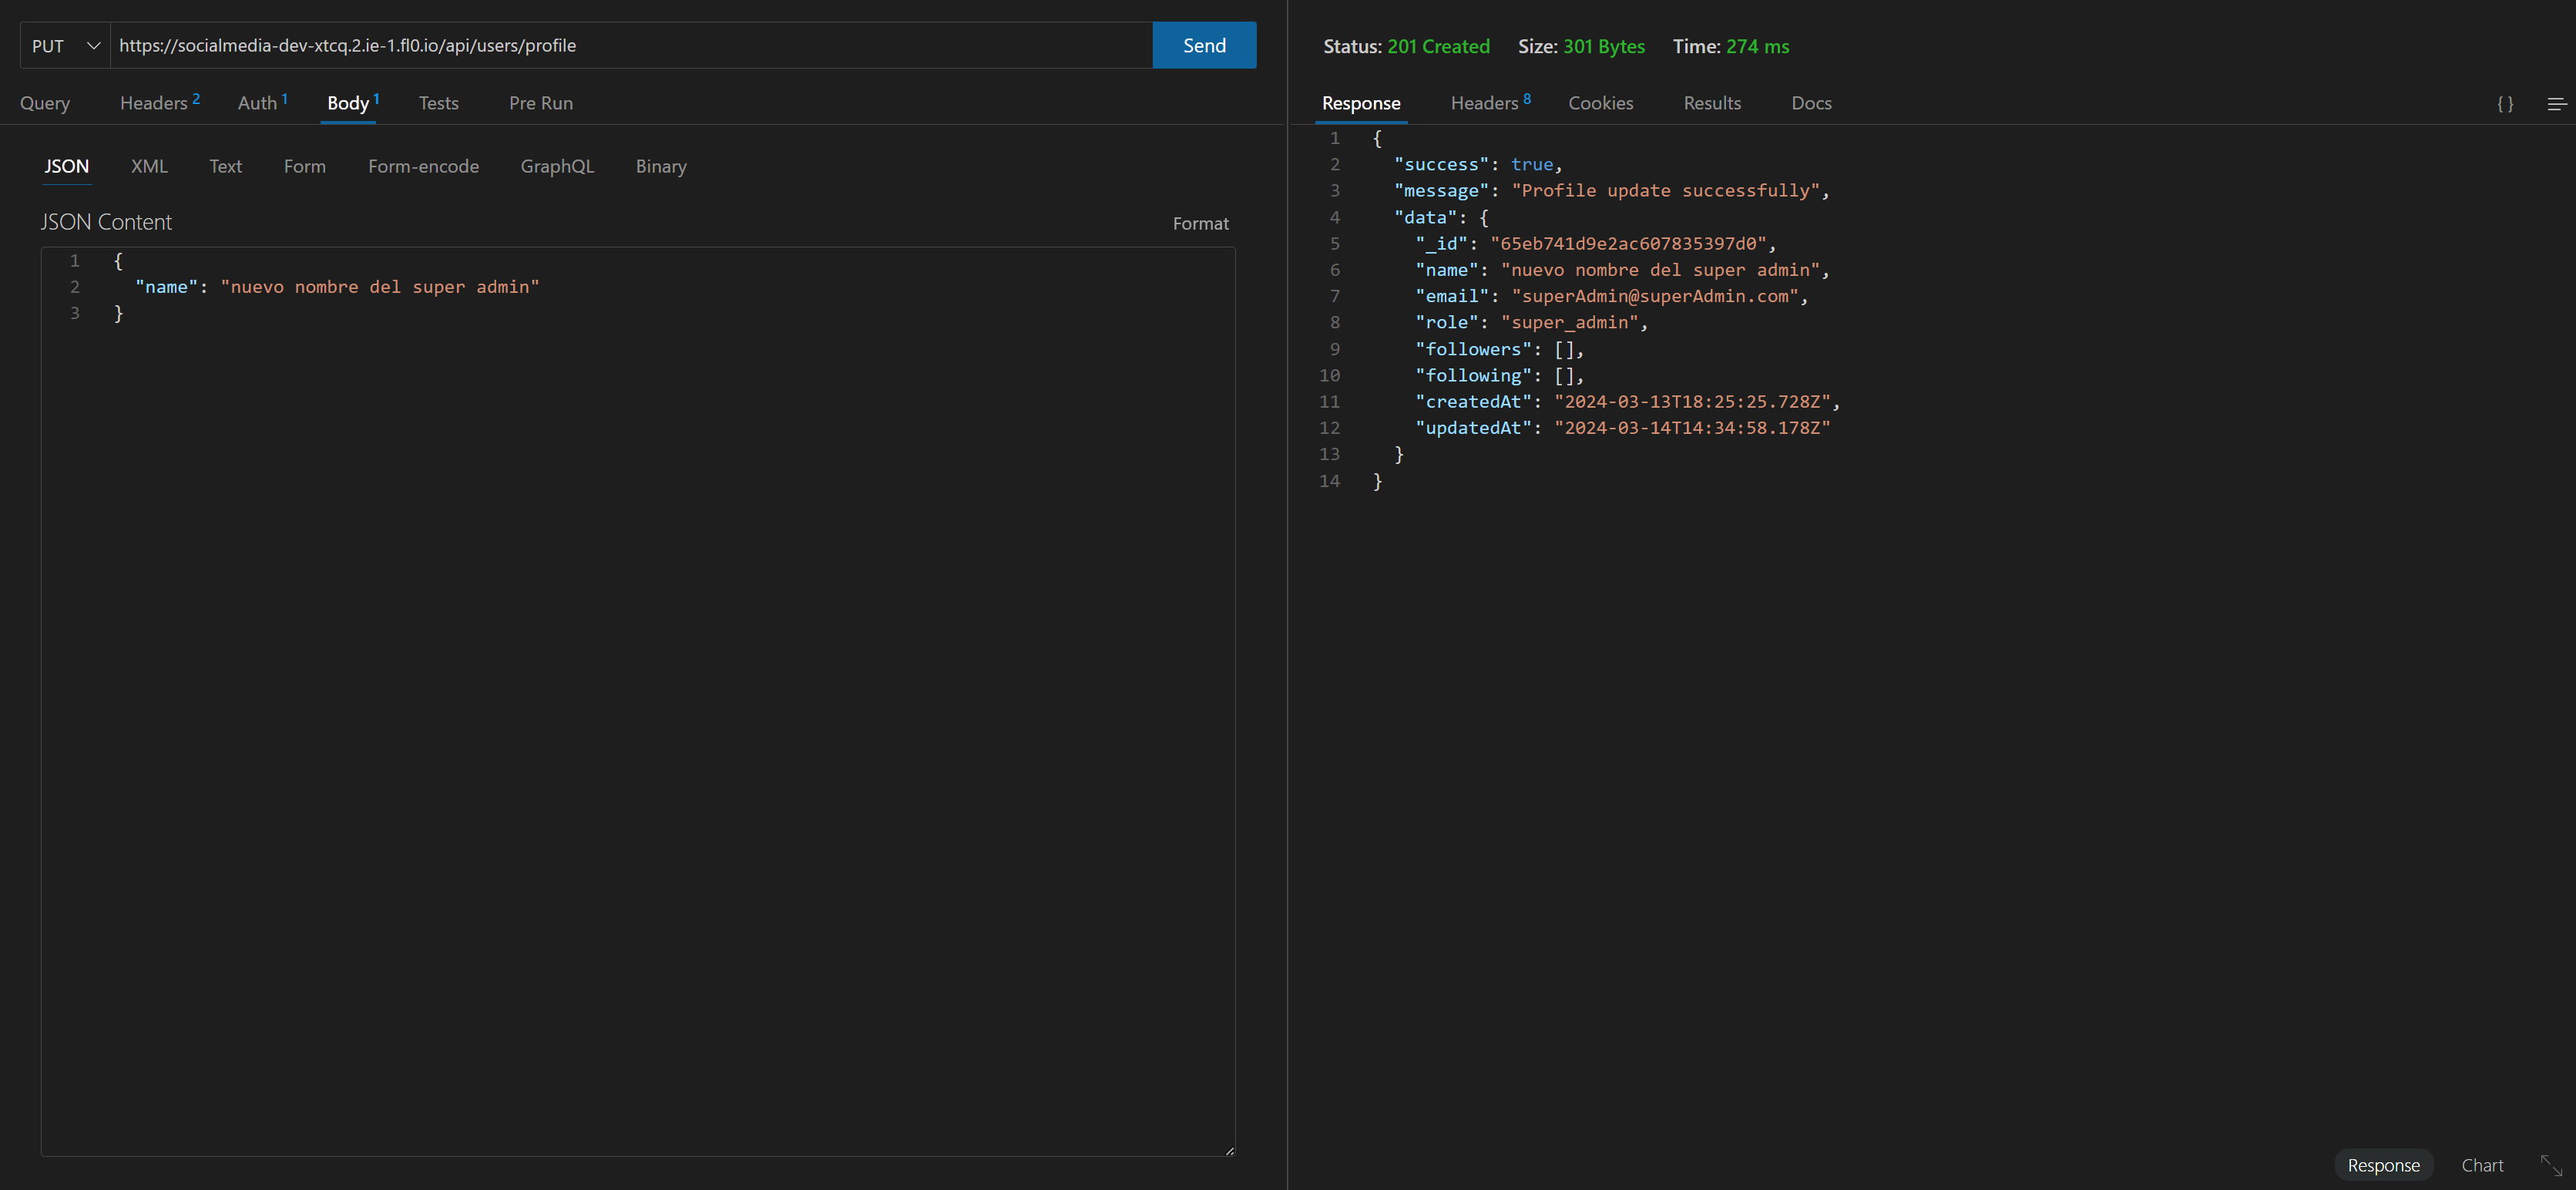 PUT https://socialmedia-dev-xtcq.2.ie-1.fl0.io/api/users/profile Send
Query Headers 2 Auth 1 Body 1 Tests Pre Run
JSON XML Text Form Form-encode GraphQL Binary
JSON Content Format
1 {
2 "name": "nuevo nombre del super admin"
3 }
Status: 201 Created Size: 301 Bytes Time: 274 ms
Response Headers 8 Cookies Results Docs { }
1 {
2 "success": true,
3 "message": "Profile update successfully",
4 "data": {
5 "_id": "65eb741d9e2ac607835397d0",
6 "name": "nuevo nombre del super admin",
7 "email": "superAdmin@superAdmin.com",
8 "role": "super_admin",
9 "followers": [],
10 "following": [],
11 "createdAt": "2024-03-13T18:25:25.728Z",
12 "updatedAt": "2024-03-14T14:34:58.178Z"
13 }
14 }
Response Chart